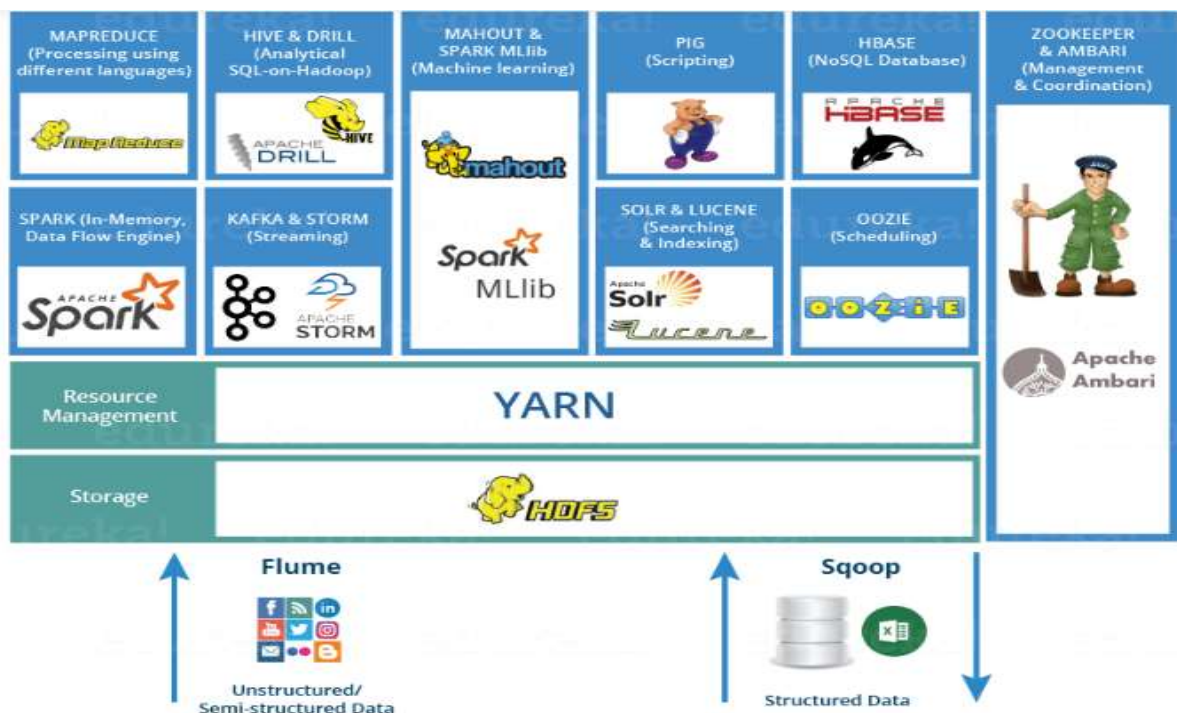 MAPREDUCE
(Processing using
different languages)
Map Reduce
HIVE & DRILL
(Analytical
SQL-on-Hadoop)
HIVE
APACHE
DRILL
MAHOUT &
SPARK MLlib
(Machine learning)
mahout
Spark
MLlib
PIG
(Scripting)
HBASE
(NoSQL Database)
APACHE
HBASE
ZOOKEEPER
& AMBARI
(Management
& Coordination)
Apache
Ambari
SPARK (In-Memory,
Data Flow Engine)
APACHE
Spark
KAFKA & STORM
(Streaming)
APACHE
STORM
SOLR & LUCENE
(Searching
& Indexing)
Apache
Solr
Lucene
OOZIE
(Scheduling)
OOZIE
Resource
Management
YARN
Storage
HDFS
Flume
Unstructured/
Semi-structured Data
Sqoop
Structured Data